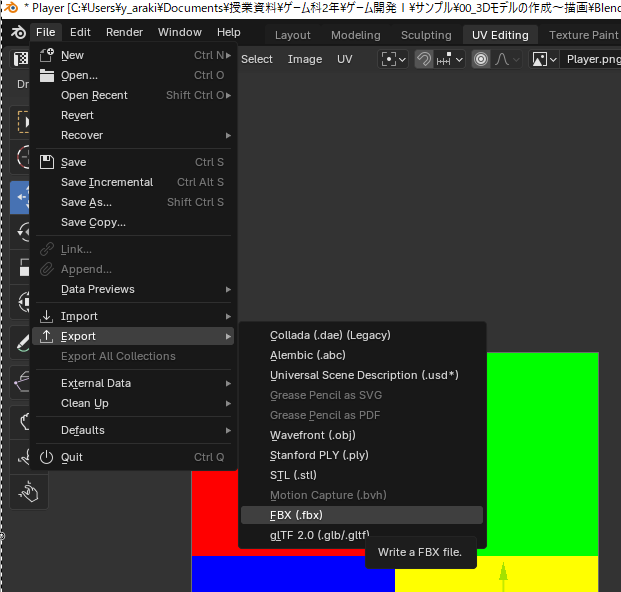 * Player [C:¥Users¥y_araki¥Documents¥授業資料¥ゲーム科2年¥ゲーム開発Ⅰ¥サンプル¥00_3Dモデルの作成～描画¥Blen
File Edit Render Window Help Layout Modeling Sculpting UV Editing Texture Paint
Select Image UV Player.png
Dr
New Ctrl N
Open... Ctrl O
Open Recent Shift Ctrl O
Revert
Recover
Save Ctrl S
Save Incremental Ctrl Alt S
Save As... Shift Ctrl S
Save Copy...
Link...
Append...
Data Previews
Import
Export
Export All Collections
External Data
Clean Up
Defaults
Quit Ctrl Q
Collada (.dae) (Legacy)
Alembic (.abc)
Universal Scene Description (.usd*)
Grease Pencil as SVG
Grease Pencil as PDF
Wavefront (.obj)
Stanford PLY (.ply)
STL (.stl)
Motion Capture (.bvh)
FBX (.fbx)
glTF 2.0 (.glb/.gltf)
Write a FBX file.